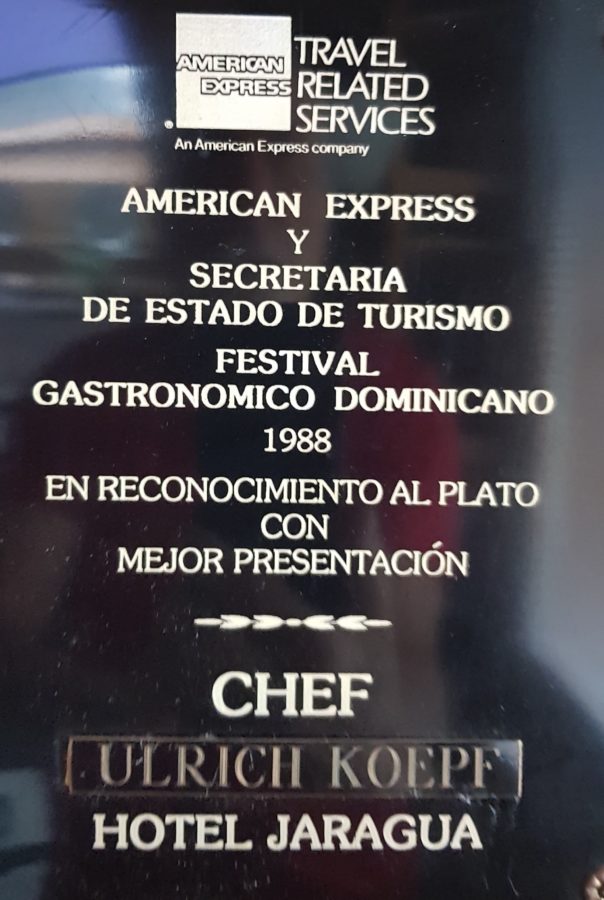 AMERICAN EXPRESS
TRAVEL RELATED SERVICES
®
An American Express company
AMERICAN EXPRESS
Y
SECRETARIA
DE ESTADO DE TURISMO
FESTIVAL
GASTRONOMICO DOMINICANO
1988
EN RECONOCIMIENTO AL PLATO
CON
MEJOR PRESENTACIÓN
CHEF
ULRICH KOEPF
HOTEL JARAGUA